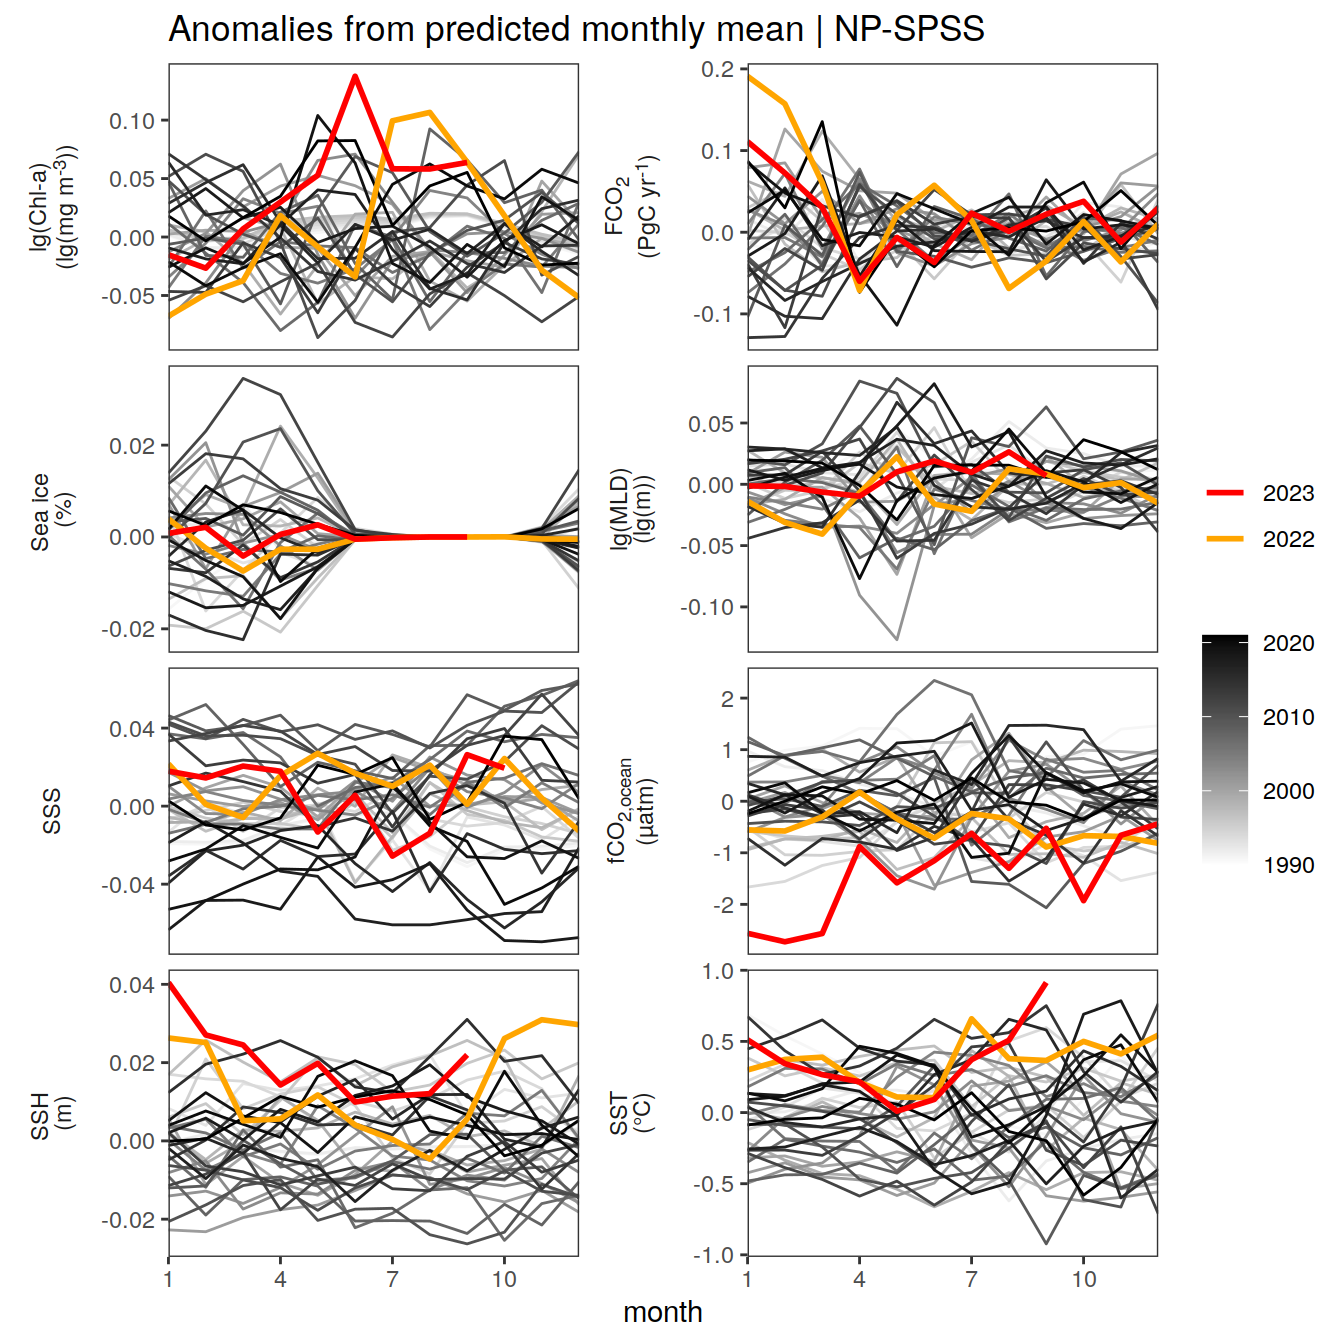 Anomalies from predicted monthly mean | NP-SPSS
lg(Chl-a)
(lg(mg m⁻³))
0.10
0.05
0.00
-0.05
FCO₂
(PgC yr⁻¹)
0.2
0.1
0.0
-0.1
Sea ice
(%)
0.02
0.00
-0.02
lg(MLD)
(lg(m))
0.05
0.00
-0.05
-0.10
SSS
0.04
0.00
-0.04
fCO₂,ocean
(µatm)
2
1
0
-1
-2
SSH
(m)
0.04
0.02
0.00
-0.02
1
4
7
10
SST
(°C)
1.0
0.5
0.0
-0.5
-1.0
1
4
7
10
month
2023
2022
2020
2010
2000
1990